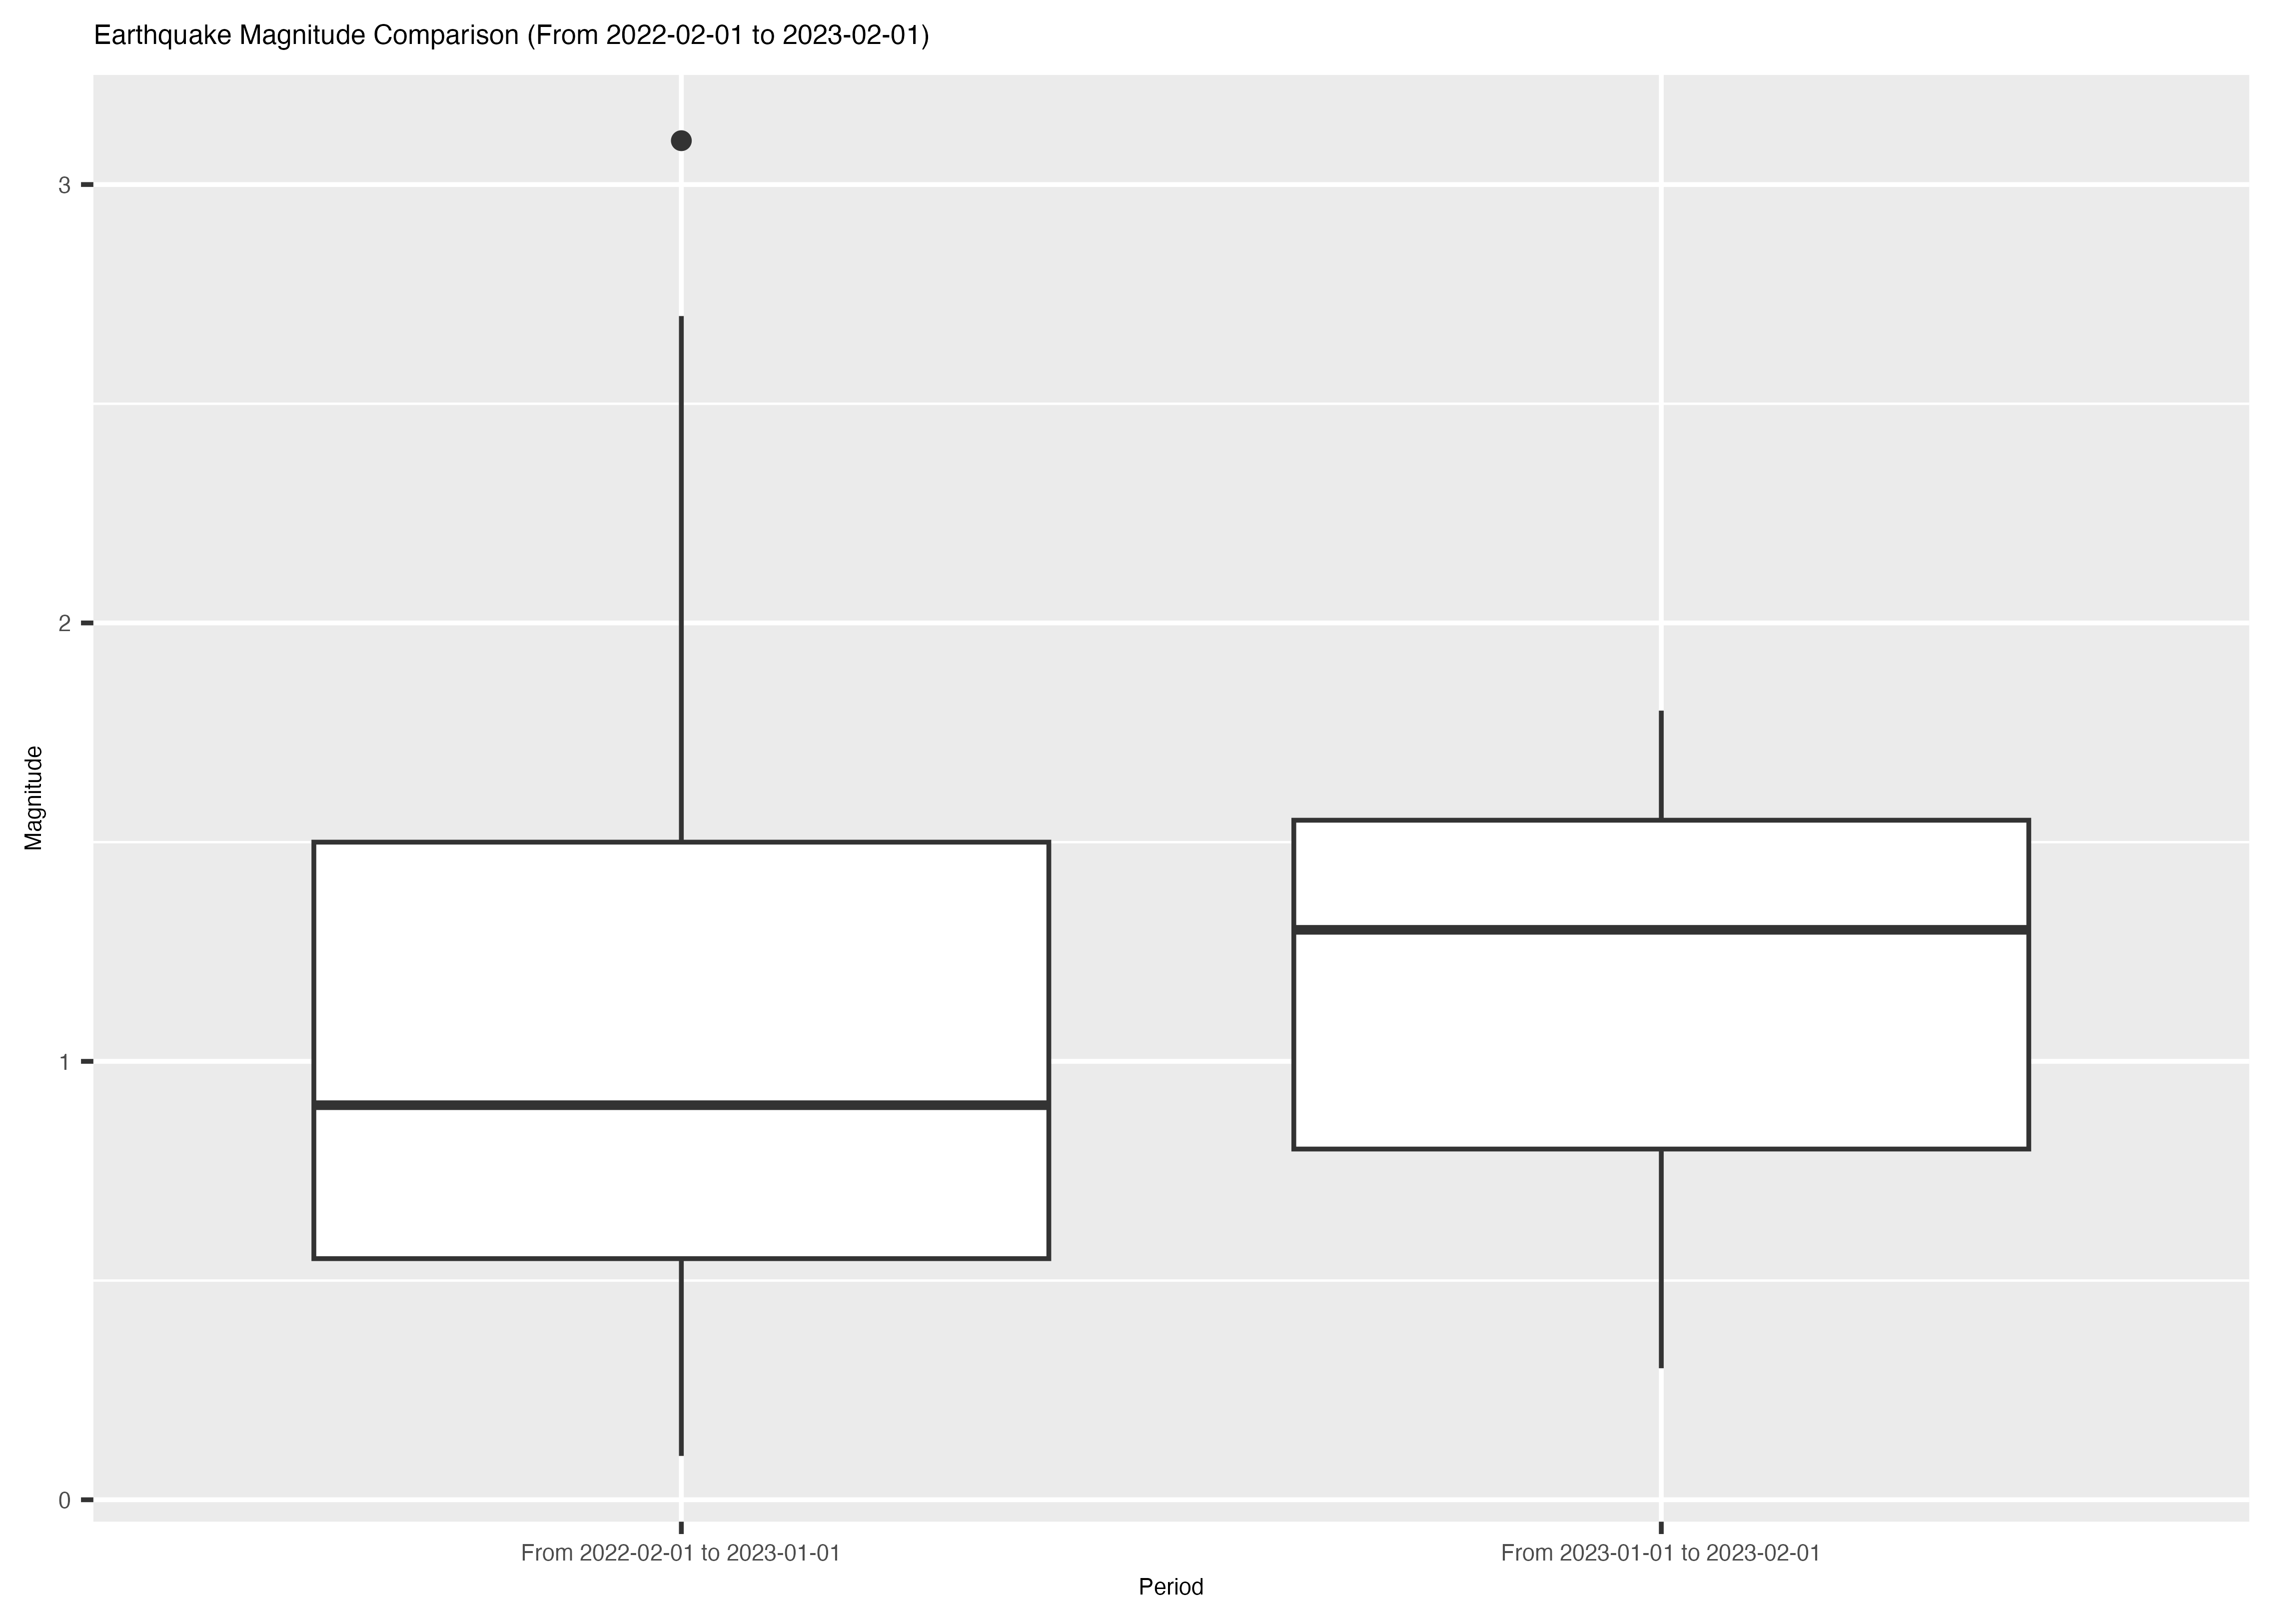 Earthquake Magnitude Comparison (From 2022-02-01 to 2023-02-01)
Magnitude
3
2
1
0
From 2022-02-01 to 2023-01-01
From 2023-01-01 to 2023-02-01
Period